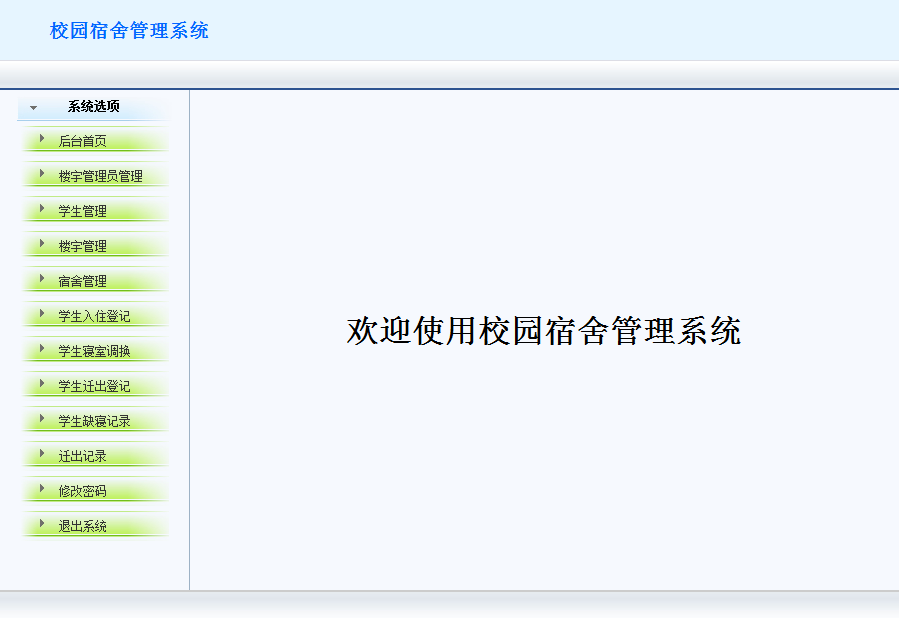 校园宿舍管理系统
系统选项
后台首页
楼宇管理员管理
学生管理
楼宇管理
宿舍管理
学生入住登记
学生寝室调换
学生迁出登记
学生缺寝记录
迁出记录
修改密码
退出系统
欢迎使用校园宿舍管理系统